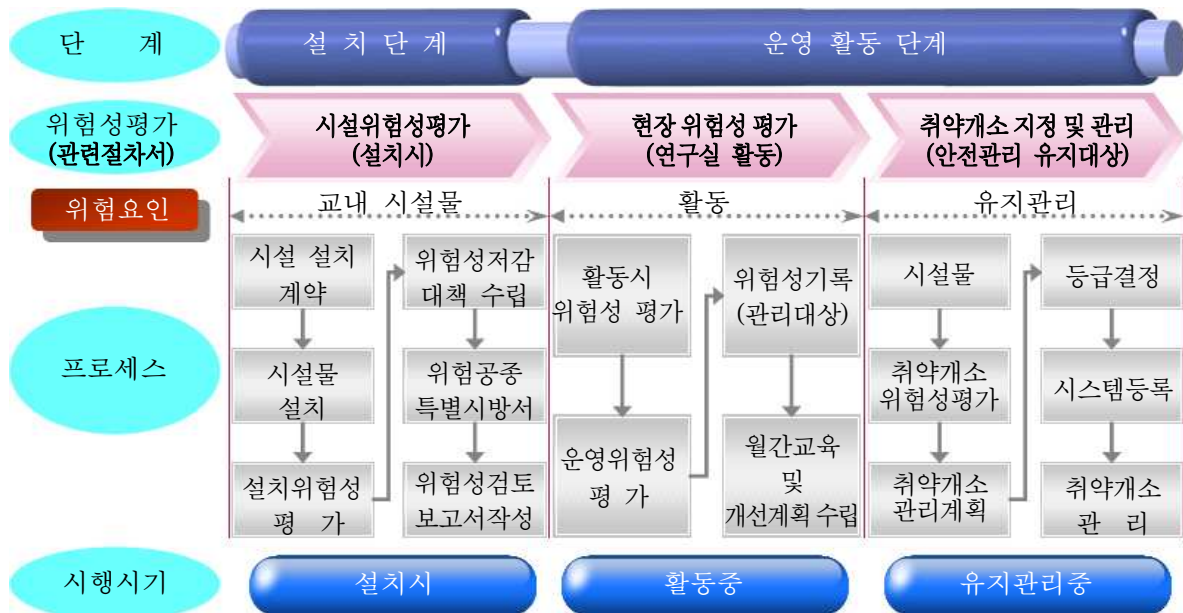 단 계
설 치 단 계
운영 활동 단계
위험성평가
(관련절차서)
시설위험성평가
(설치시)
현장 위험성 평가
(연구실 활동)
취약개소 지정 및 관리
(안전관리 유지대상)
위험요인
교내 시설물
활동
유지관리
프로세스
시설 설치
계약
시설물
설치
설치위험성
평 가
위험성저감
대책 수립
위험공종
특별시방서
위험성검토
보고서작성
활동시
위험성 평가
운영위험성
평 가
위험성기록
(관리대상)
월간교육
및
개선계획 수립
시설물
취약개소
위험성평가
취약개소
관리계획
등급결정
시스템등록
취약개소
관 리
시행시기
설치시
활동중
유지관리중